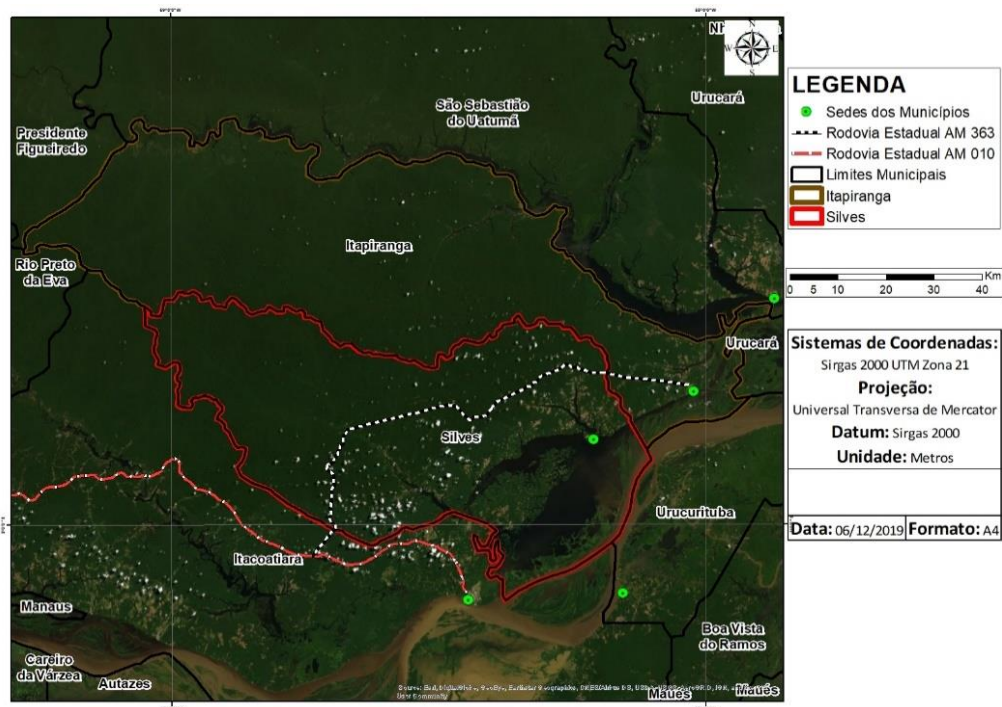 N
W
E
S
Urucará
São Sebastião
do Uatumã
Presidente
Figueiredo
Itapiranga
Rio Preto
da Eva
Urucará
Silves
Urucurituba
Itacoatiara
Manaus
Boa Vista
do Ramos
Careiro
da Várzea
Autazes
Maués
Maués
LEGENDA
Sedes dos Municípios
Rodovia Estadual AM 363
Rodovia Estadual AM 010
Limites Municipais
Itapiranga
Silves
Km
0 5 10 20 30 40
Sistemas de Coordenadas:
Sirgas 2000 UTM Zona 21
Projeção:
Universal Transversa de Mercator
Datum: Sirgas 2000
Unidade: Metros
Data: 06/12/2019 Formato: A4